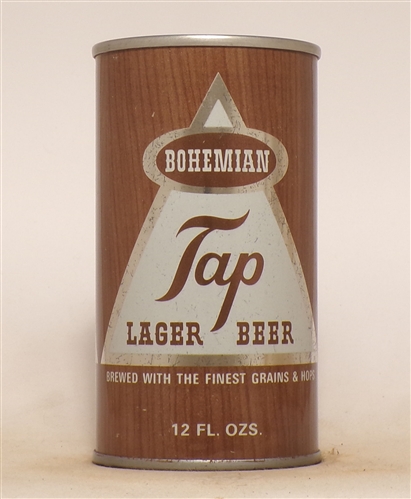 BOHEMIAN
Tap
LAGER BEER
BREWED WITH THE FINEST GRAINS & HOPS
12 FL. OZS.